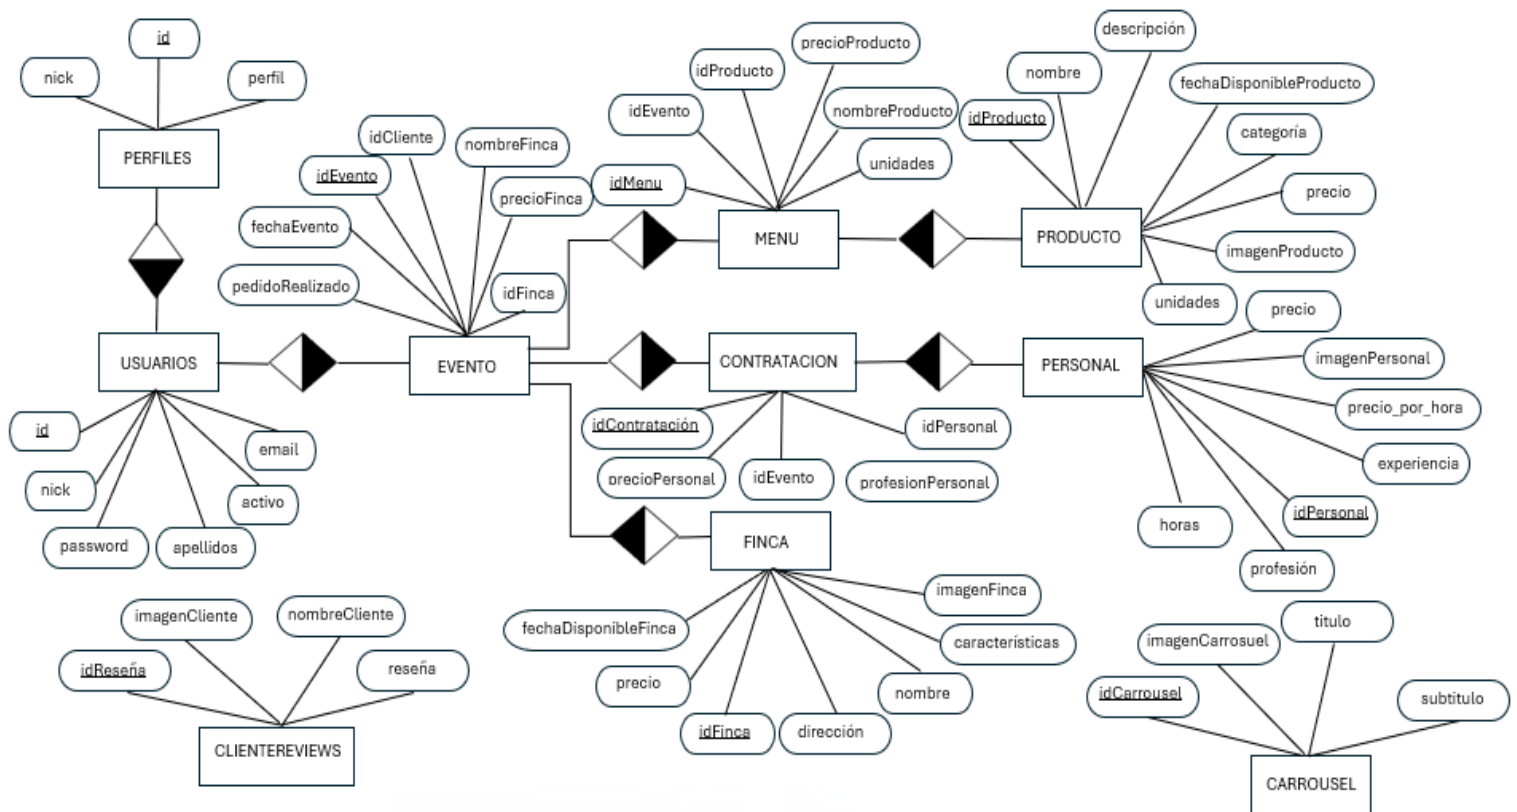 id
nick
perfil
PERFILES
idCliente
idEvento
nombreFinca
precioFinca
fechaEvento
pedidoRealizado
idFinca
USUARIOS
EVENTO
id
nick
password
apellidos
activo
email
precioProducto
idProducto
idEvento
nombreProducto
unidades
idMenu
MENU
descripción
nombre
idProducto
fechaDisponibleProducto
categoría
precio
imagenProducto
unidades
PRODUCTO
CONTRATACION
idContratación
precioPersonal
idEvento
idPersonal
profesionPersonal
PERSONAL
precio
imagenPersonal
precio_por_hora
experiencia
idPersonal
profesión
horas
FINCA
fechaDisponibleFinca
precio
idFinca
dirección
nombre
características
imagenFinca
imagenCliente
nombreCliente
idReseña
reseña
CLIENTEREVIEWS
imagenCarrosuel
titulo
idCarrousel
subtitulo
CARROUSEL